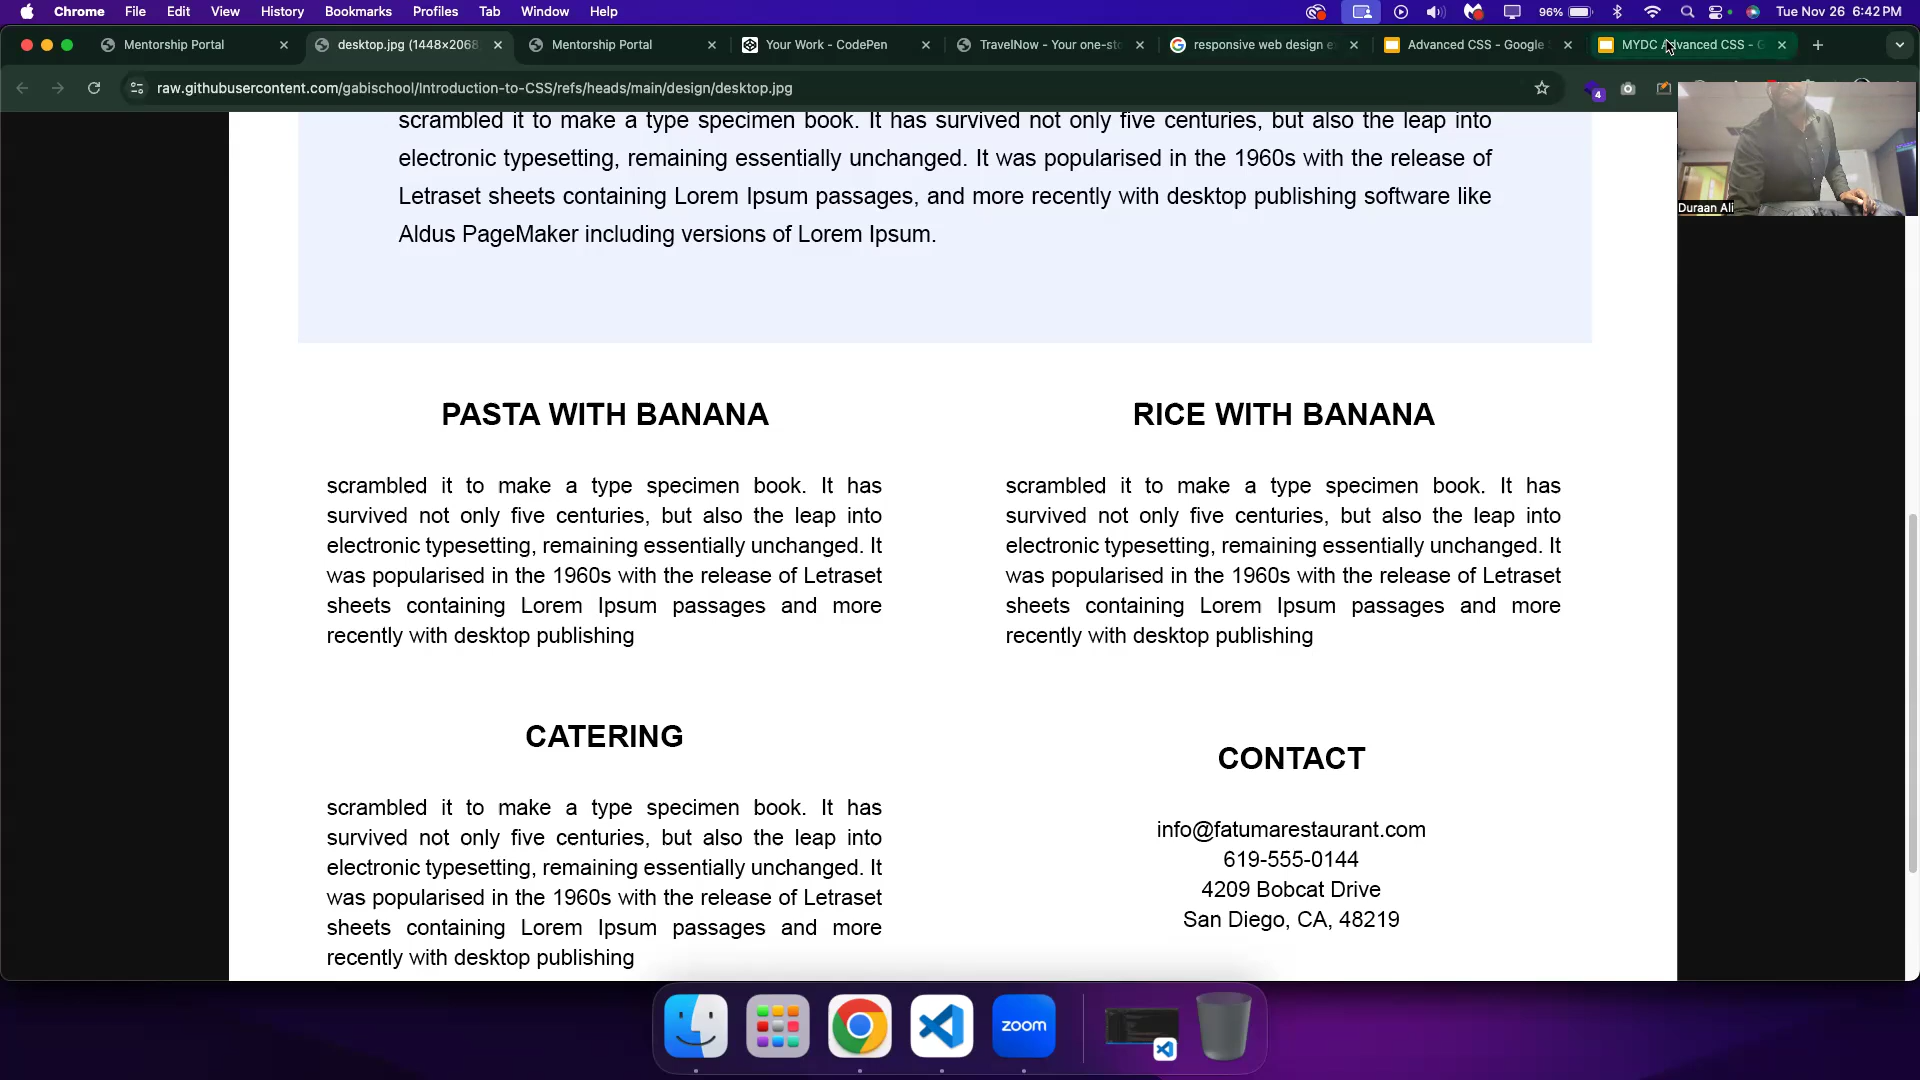 Chrome File Edit View History Bookmarks Profiles Tab Window Help 96% Tue Nov 26 6:42 PM
Mentorship Portal desktop.jpg (1448×2068 Mentorship Portal Your Work - CodePen TravelNow - Your one-sto responsive web design e Advanced CSS - Google MYDC Advanced CSS - G
raw.githubusercontent.com/gabischool/Introduction-to-CSS/refs/heads/main/design/desktop.jpg 4
Duraan Ali
scrambled it to make a type specimen book. It has survived not only five centuries, but also the leap into
electronic typesetting, remaining essentially unchanged. It was popularised in the 1960s with the release of
Letraset sheets containing Lorem Ipsum passages, and more recently with desktop publishing software like
Aldus PageMaker including versions of Lorem Ipsum.
PASTA WITH BANANA
scrambled it to make a type specimen book. It has
survived not only five centuries, but also the leap into
electronic typesetting, remaining essentially unchanged. It
was popularised in the 1960s with the release of Letraset
sheets containing Lorem Ipsum passages and more
recently with desktop publishing
RICE WITH BANANA
scrambled it to make a type specimen book. It has
survived not only five centuries, but also the leap into
electronic typesetting, remaining essentially unchanged. It
was popularised in the 1960s with the release of Letraset
sheets containing Lorem Ipsum passages and more
recently with desktop publishing
CATERING
scrambled it to make a type specimen book. It has
survived not only five centuries, but also the leap into
electronic typesetting, remaining essentially unchanged. It
was popularised in the 1960s with the release of Letraset
sheets containing Lorem Ipsum passages and more
recently with desktop publishing
CONTACT
info@fatumarestaurant.com
619-555-0144
4209 Bobcat Drive
San Diego, CA, 48219
zoom